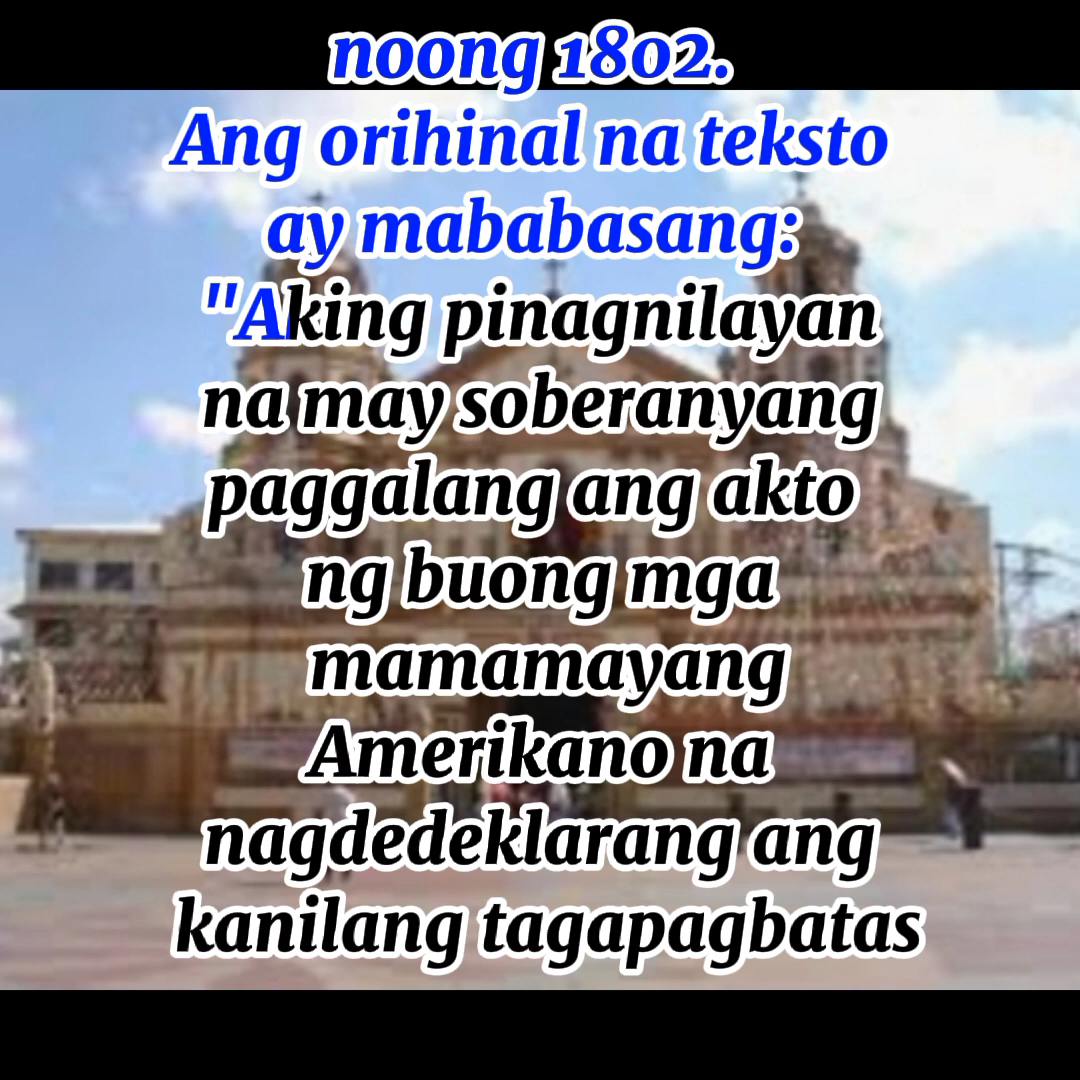 noong 1802.
Ang orihinal na teksto
ay mababasang:
"Aking pinagnilayan
na may soberanyang
paggalang ang akto
ng buong mga
mamamayang
Amerikano na
nagdedeklarang ang
kanilang tagapagbatas